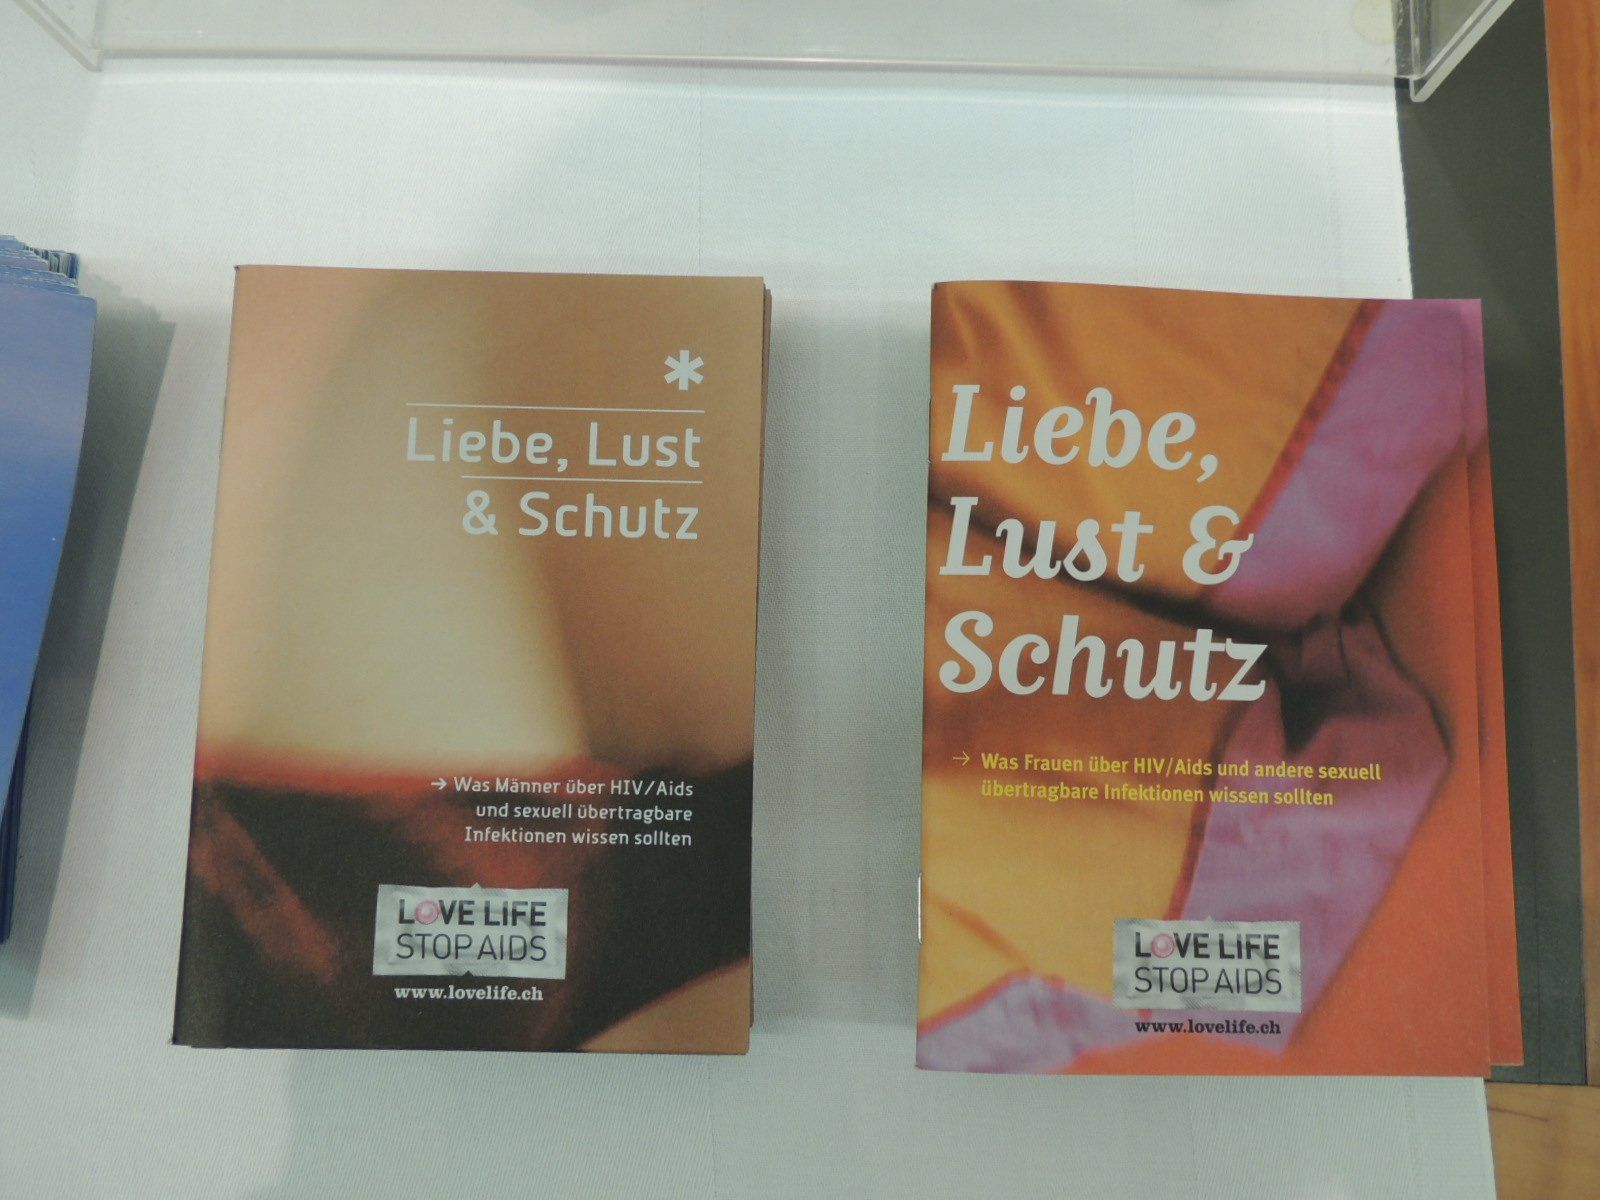 *
Liebe, Lust
& Schutz
→ Was Männer über HIV/Aids
und sexuell übertragbare
Infektionen wissen sollten
LOVE LIFE
STOP AIDS
www.lovelife.ch
Liebe,
Lust &
Schutz
→ Was Frauen über HIV/Aids und andere sexuell
übertragbare Infektionen wissen sollten
LOVE LIFE
STOP AIDS
www.lovelife.ch